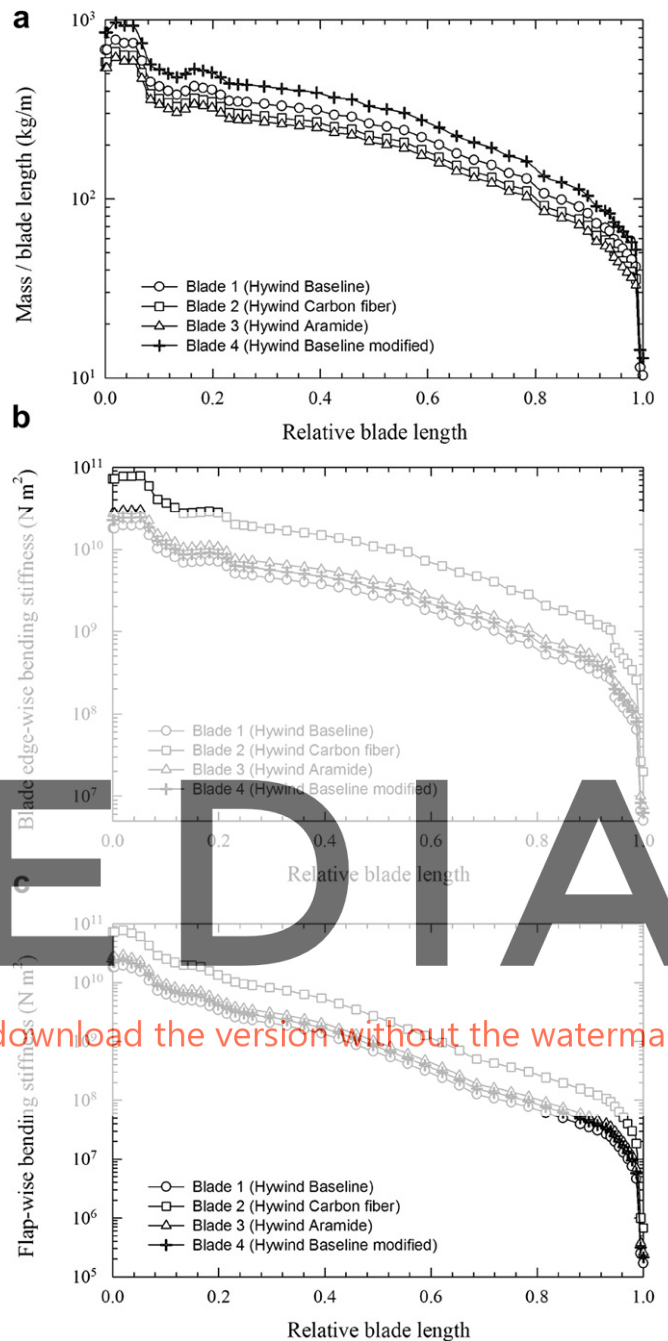 a
10³
10²
10¹
Mass / blade length (kg/m)
Blade 1 (Hywind Baseline)
Blade 2 (Hywind Carbon fiber)
Blade 3 (Hywind Aramide)
Blade 4 (Hywind Baseline modified)
0.0 0.2 0.4 0.6 0.8 1.0
Relative blade length
b
10¹¹
10¹⁰
10⁹
10⁸
10⁷
Blade edge-wise bending stiffness (N m²)
Blade 1 (Hywind Baseline)
Blade 2 (Hywind Carbon fiber)
Blade 3 (Hywind Aramide)
Blade 4 (Hywind Baseline modified)
0.0 0.2 0.4 0.6 0.8 1.0
Relative blade length
EDIA
c
10¹¹
10¹⁰
10⁹
10⁸
10⁷
10⁶
10⁵
Flap-wise bending stiffness (N m²)
download the version without the waterma
Blade 1 (Hywind Baseline)
Blade 2 (Hywind Carbon fiber)
Blade 3 (Hywind Aramide)
Blade 4 (Hywind Baseline modified)
0.0 0.2 0.4 0.6 0.8 1.0
Relative blade length